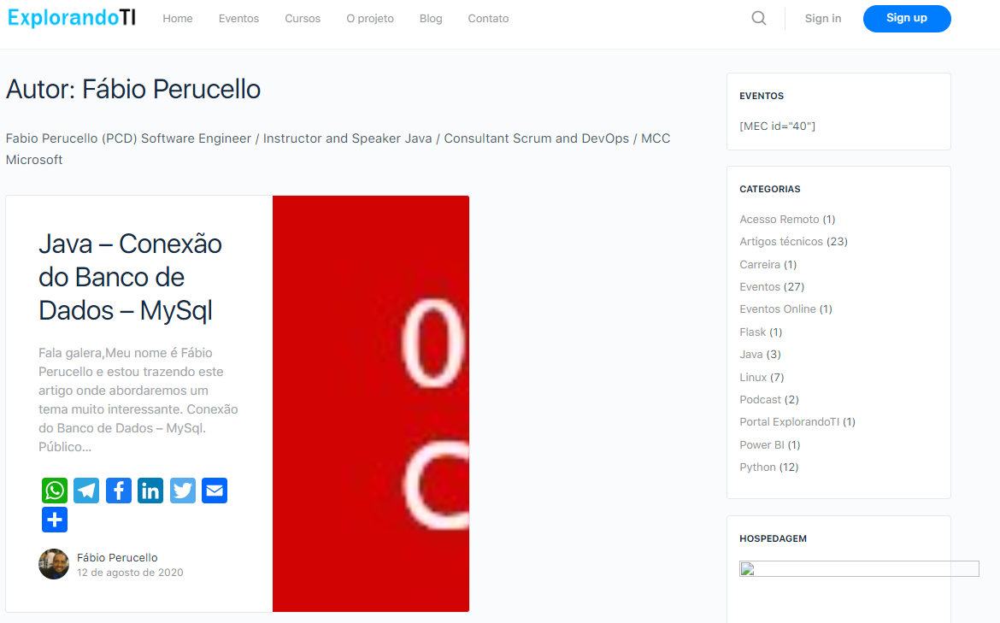 ExplorandoTI
Home Eventos Cursos O projeto Blog Contato Sign in Sign up
Autor: Fábio Perucello
Fabio Perucello (PCD) Software Engineer / Instructor and Speaker Java / Consultant Scrum and DevOps / MCC
Microsoft
Java – Conexão
do Banco de
Dados – MySql
Fala galera,Meu nome é Fábio
Perucello e estou trazendo este
artigo onde abordaremos um
tema muito interessante. Conexão
do Banco de Dados – MySql.
Público...
Fábio Perucello
12 de agosto de 2020
0
C
EVENTOS
[MEC id="40"]
CATEGORIAS
Acesso Remoto (1)
Artigos técnicos (23)
Carreira (1)
Eventos (27)
Eventos Online (1)
Flask (1)
Java (3)
Linux (7)
Podcast (2)
Portal ExplorandoTI (1)
Power BI (1)
Python (12)
HOSPEDAGEM